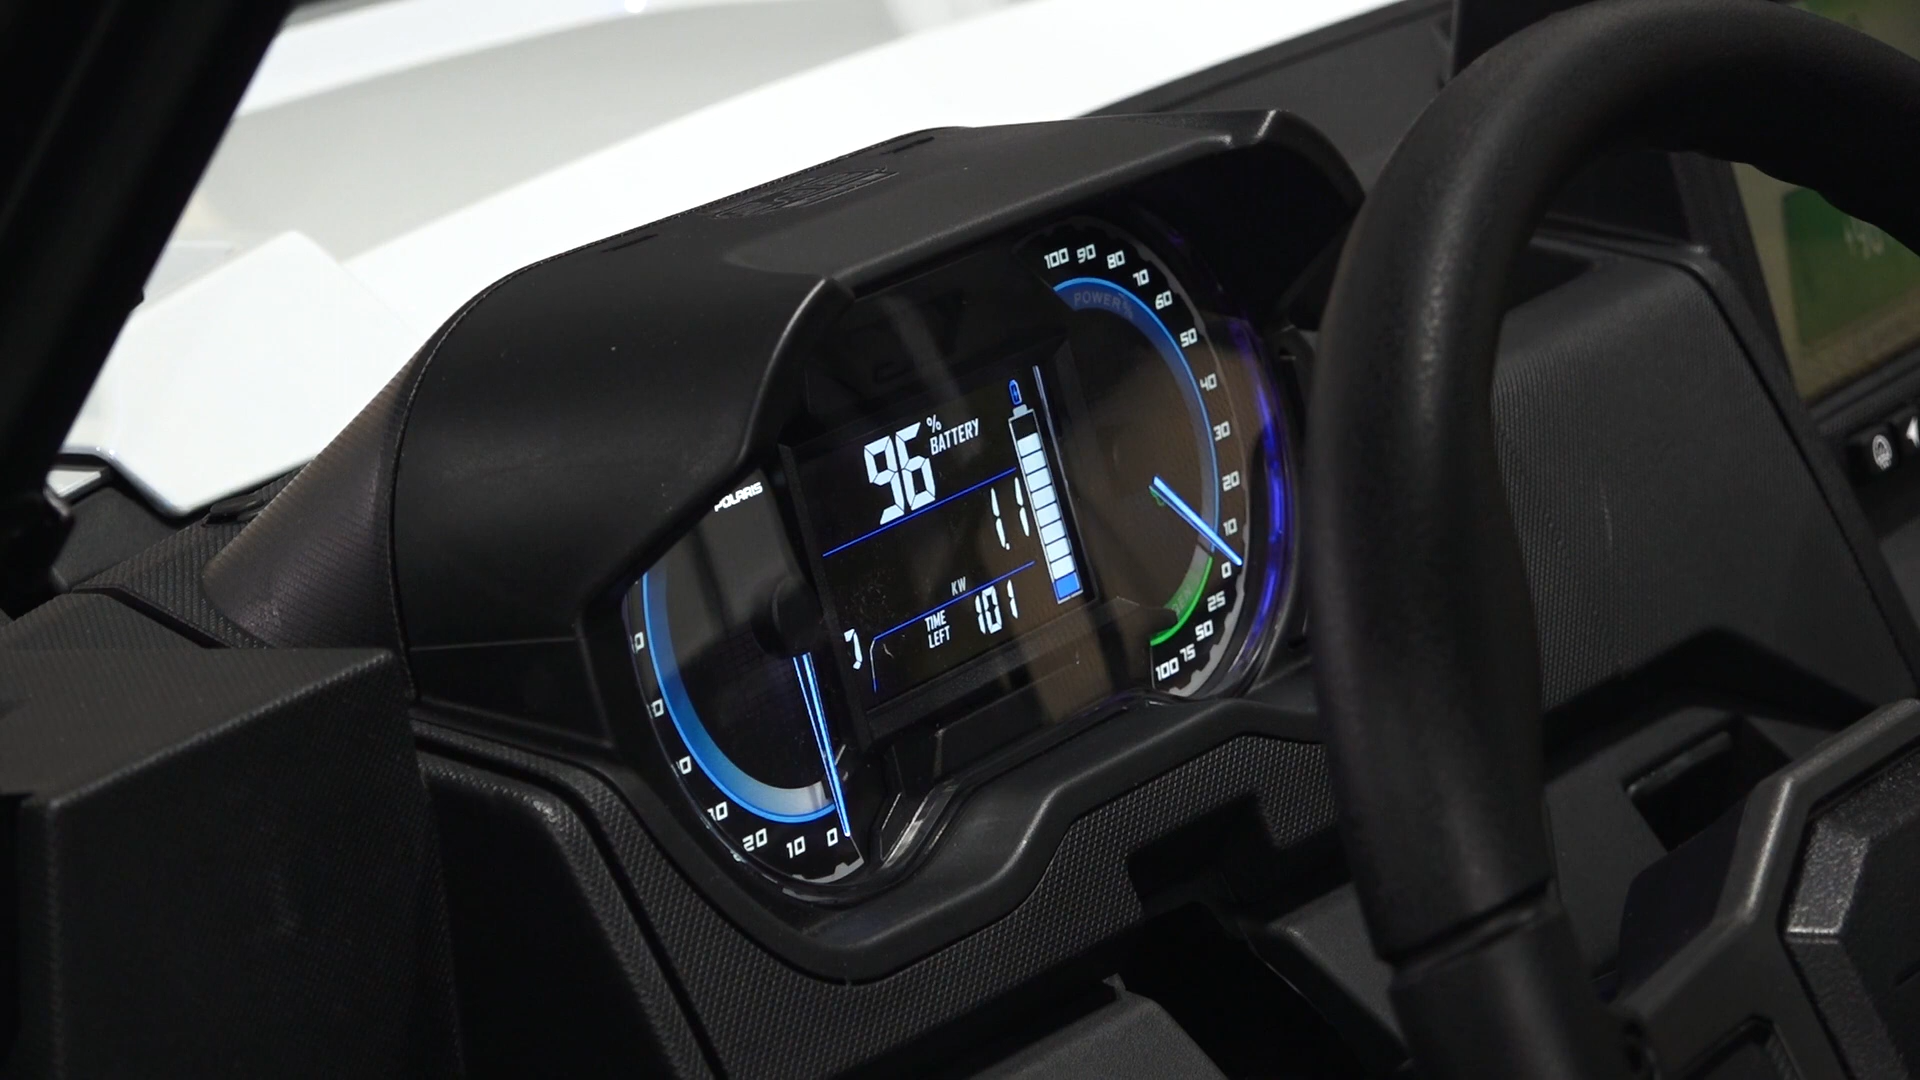 100 90 80 70 60 50 40 30 20 10 0 25 50 75 100
POWER%
96 % BATTERY
1.1
KW
TIME LEFT 101
POLARIS
20 10 0